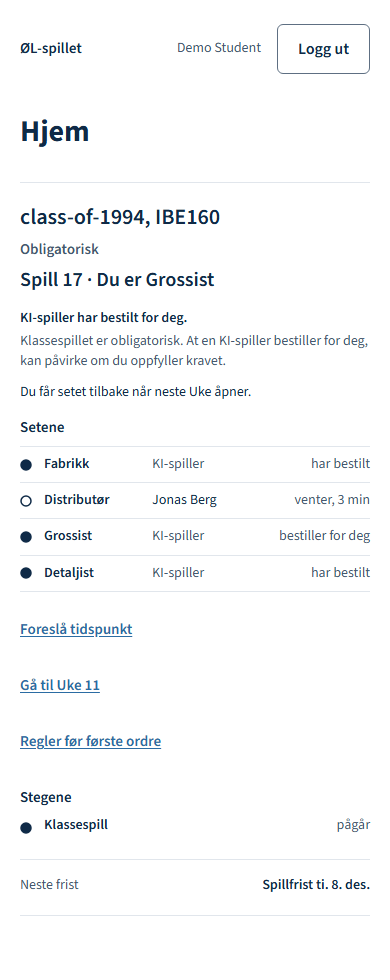 ØL-spillet Demo Student Logg ut
Hjem
class-of-1994, IBE160
Obligatorisk
Spill 17 · Du er Grossist
KI-spiller har bestilt for deg.
Klassespillet er obligatorisk. At en KI-spiller bestiller for deg,
kan påvirke om du oppfyller kravet.
Du får setet tilbake når neste Uke åpner.
Setene
Fabrikk KI-spiller har bestilt
Distributør Jonas Berg venter, 3 min
Grossist KI-spiller bestiller for deg
Detaljist KI-spiller har bestilt
Foreslå tidspunkt
Gå til Uke 11
Regler før første ordre
Stegene
Klassespill pågår
Neste frist Spillfrist ti. 8. des.